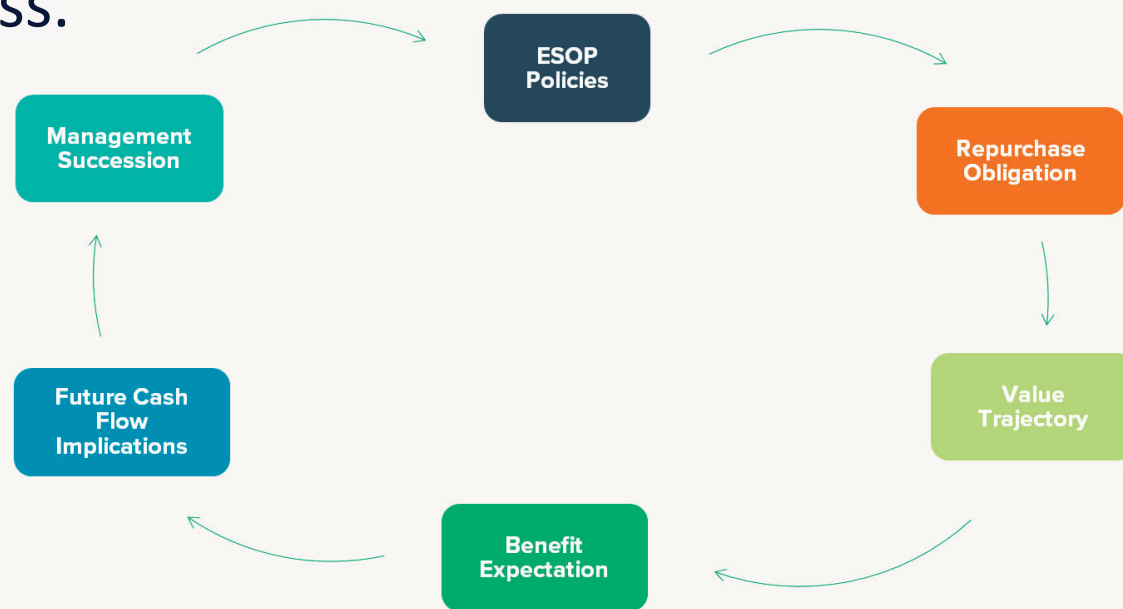 ESOP
Policies
Repurchase
Obligation
Value
Trajectory
Benefit
Expectation
Future Cash
Flow
Implications
Management
Succession